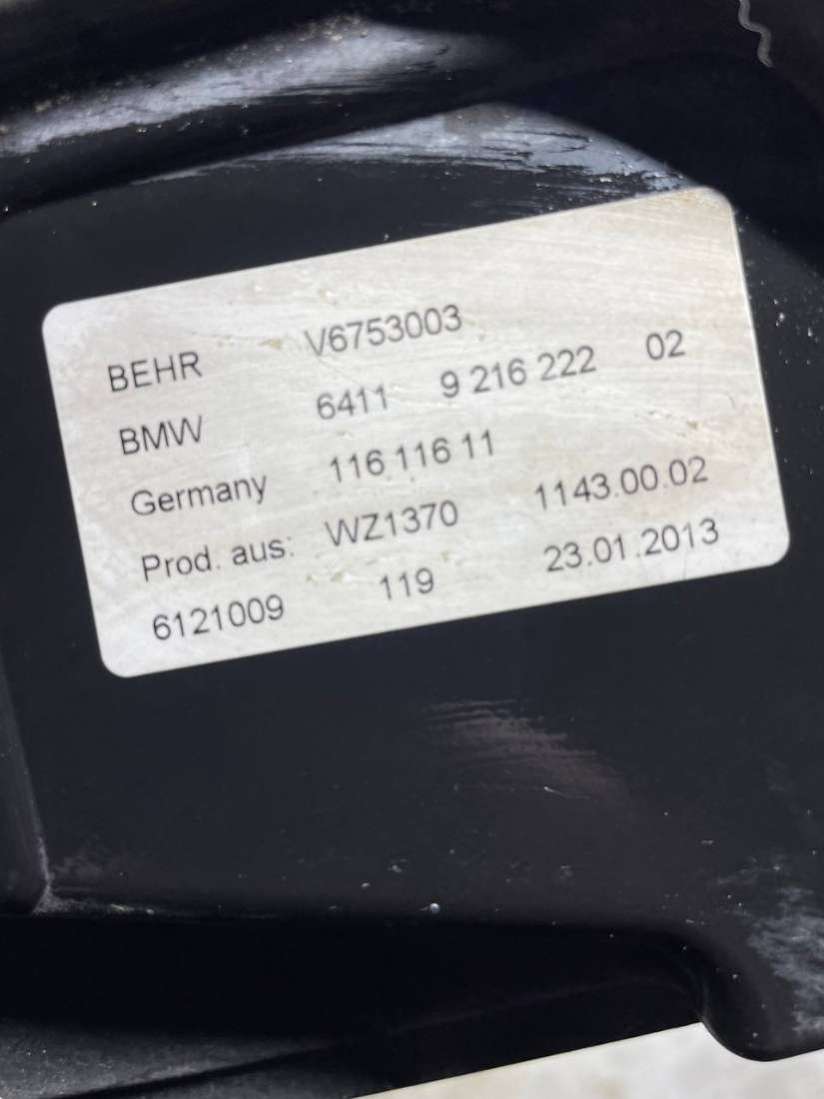 BEHR V6753003
BMW 6411 9 216 222 02
Germany 116 116 11
Prod. aus: WZ1370 1143.00.02
6121009 119 23.01.2013